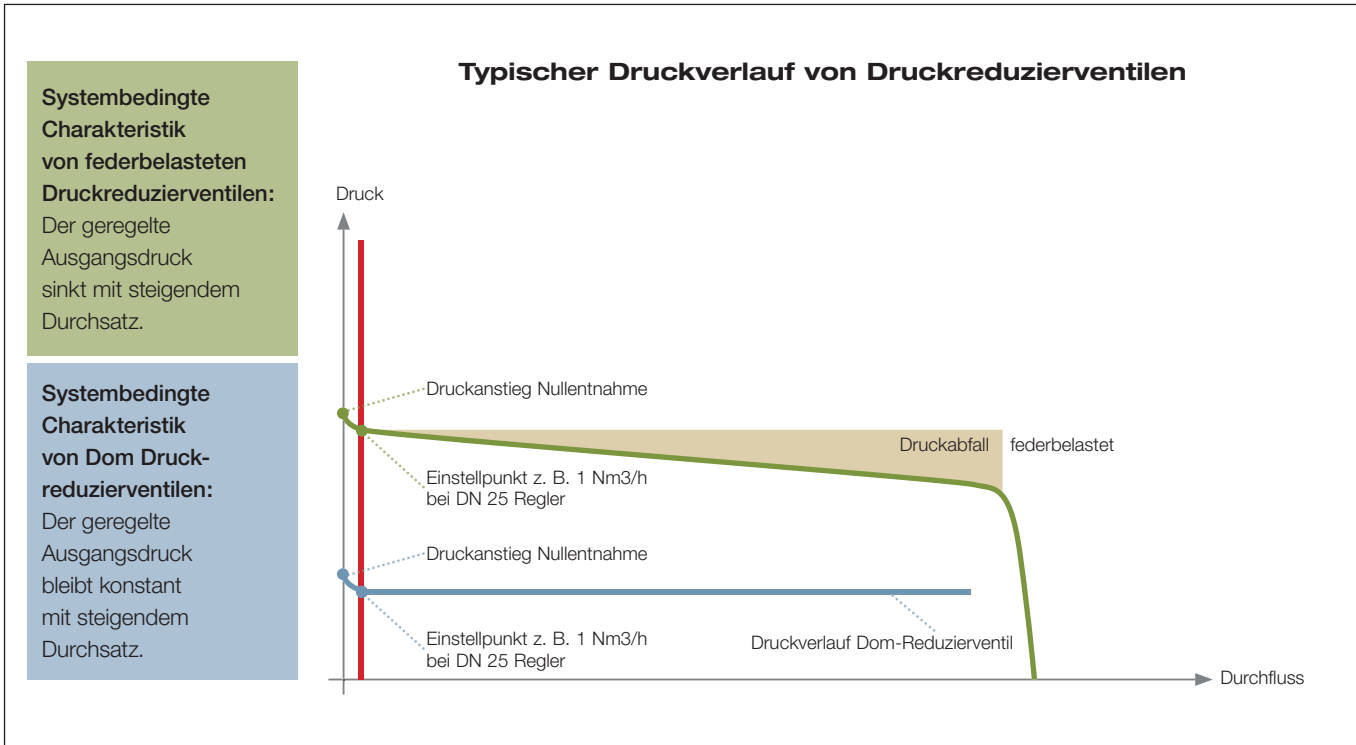 Typischer Druckverlauf von Druckreduzierventilen
Systembedingte
Charakteristik
von federbelasteten
Druckreduzierventilen:
Der geregelte
Ausgangsdruck
sinkt mit steigendem
Durchsatz.
Systembedingte
Charakteristik
von Dom Druck-
reduzierventilen:
Der geregelte
Ausgangsdruck
bleibt konstant
mit steigendem
Durchsatz.
Druck
Druckanstieg Nullentnahme
Druckabfall
federbelastet
Einstellpunkt z. B. 1 Nm3/h
bei DN 25 Regler
Druckanstieg Nullentnahme
Einstellpunkt z. B. 1 Nm3/h
bei DN 25 Regler
Druckverlauf Dom-Reduzierventil
Durchfluss